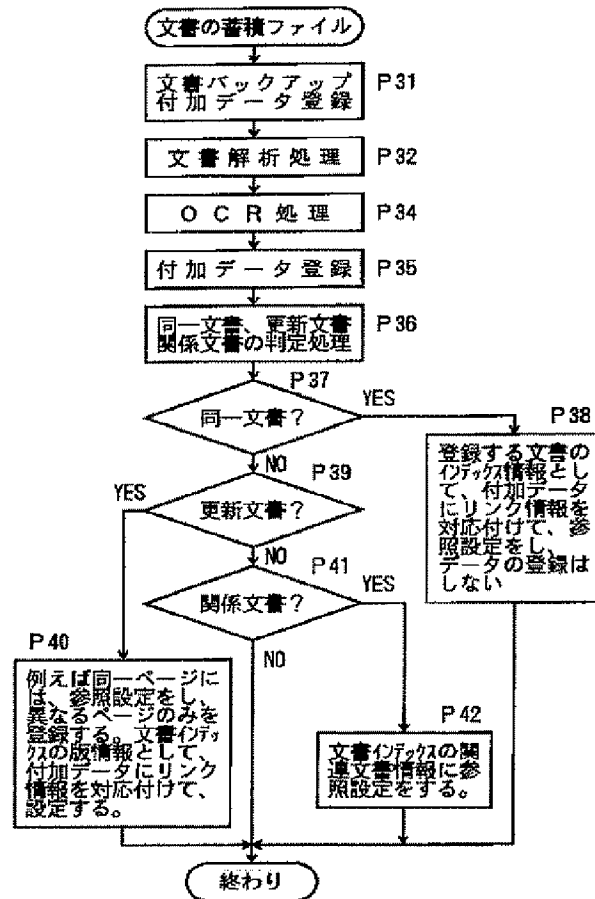 文書の蓄積ファイル
文書バックアップ
付加データ登録
P31
文書解析処理
P32
OCR処理
P34
付加データ登録
P35
同一文書、更新文書
関係文書の判定処理
P36
P37
同一文書?
YES
NO
P38
登録する文書の
インデックス情報とし
て、付加データ
にリンク情報を
対応付けて、参
照設定をし、
データの登録は
しない
P39
更新文書?
YES
NO
P41
関係文書?
YES
NO
P40
例えば同一ページに
は、参照設定をし、
異なるページのみを
登録する。文書インデッ
クスの版情報として、
付加データにリンク
情報を対応付けて、
設定する。
P42
文書インデックスの関
連文書情報に参
照設定をする。
終わり